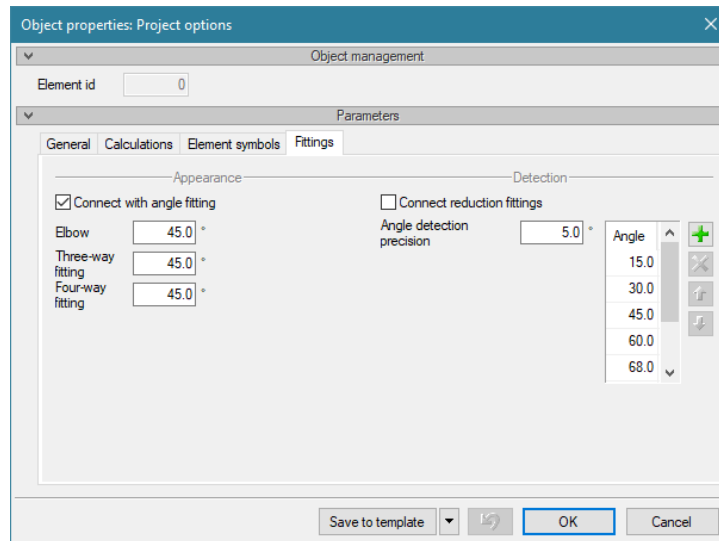 Object properties: Project options
Object management
Element id 0
Parameters
General Calculations Element symbols Fittings
Appearance Detection
Connect with angle fitting Connect reduction fittings
Elbow 45.0 ° Angle detection precision 5.0 ° Angle
Three-way fitting 45.0 ° 15.0
Four-way fitting 45.0 ° 30.0
45.0
60.0
68.0
Save to template OK Cancel